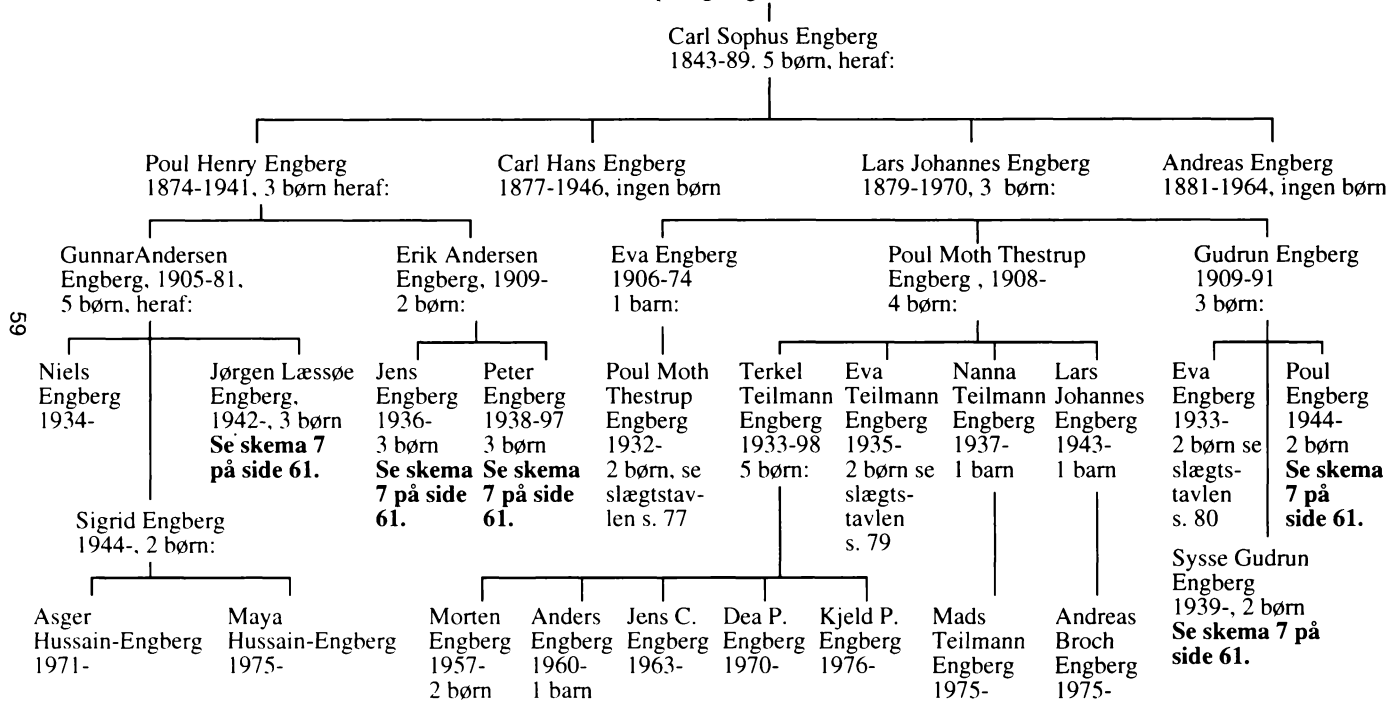 Carl Sophus Engberg
1843-89. 5 børn, heraf:
Poul Henry Engberg
1874-1941, 3 børn heraf:
Carl Hans Engberg
1877-1946, ingen børn
Lars Johannes Engberg
1879-1970, 3 børn:
Andreas Engberg
1881-1964, ingen børn
GunnarAndersen
Engberg, 1905-81,
5 børn, heraf:
Erik Andersen
Engberg, 1909-
2 børn:
Eva Engberg
1906-74
1 barn:
Poul Moth Thestrup
Engberg , 1908-
4 børn:
Gudrun Engberg
1909-91
3 børn:
59
Niels
Engberg
1934-
Jørgen Læssøe
Engberg,
1942-, 3 børn
Se skema 7
på side 61.
Jens
Engberg
1936-
3 børn
Se skema
7 på side
61.
Peter
Engberg
1938-97
3 børn
Se skema
7 på side
61.
Poul Moth
Thestrup
Engberg
1932-
2 børn, se
slægtstav-
len s. 77
Terkel
Teilmann
Engberg
1933-98
5 børn:
Eva
Teilmann
Engberg
1935-
2 børn se
slægts-
tavlen
s. 79
Nanna
Teilmann
Engberg
1937-
1 barn
Lars
Johannes
Engberg
1943-
1 barn
Eva
Engberg
1933-
2 børn se
slægts-
tavlen
s. 80
Poul
Engberg
1944-
2 børn
Se skema
7 på
side 61.
Sigrid Engberg
1944-, 2 børn:
Sysse Gudrun
Engberg
1939-, 2 børn
Se skema 7 på
side 61.
Asger
Hussain-Engberg
1971-
Maya
Hussain-Engberg
1975-
Morten
Engberg
1957-
2 børn
Anders
Engberg
1960-
1 barn
Jens C.
Engberg
1963-
Dea P.
Engberg
1970-
Kjeld P.
Engberg
1976-
Mads
Teilmann
Engberg
1975-
Andreas
Broch
Engberg
1975-